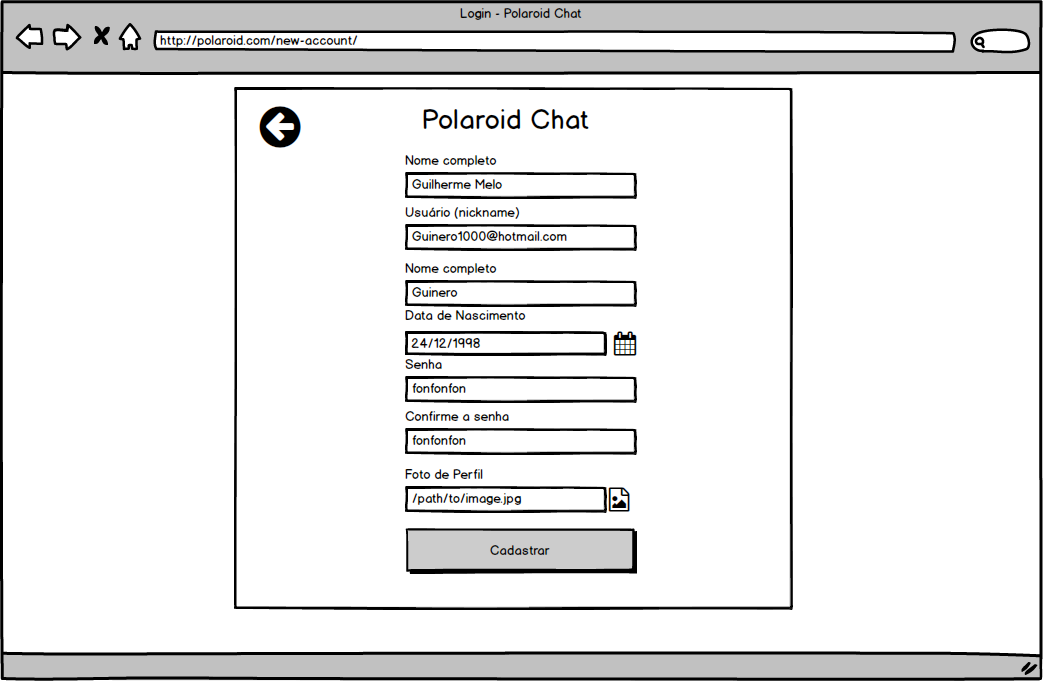 Login - Polaroid Chat
http://polaroid.com/new-account/
Polaroid Chat
Nome completo
Guilherme Melo
Usuário (nickname)
Guinero1000@hotmail.com
Nome completo
Guinero
Data de Nascimento
24/12/1998
Senha
fonfonfon
Confirme a senha
fonfonfon
Foto de Perfil
/path/to/image.jpg
Cadastrar